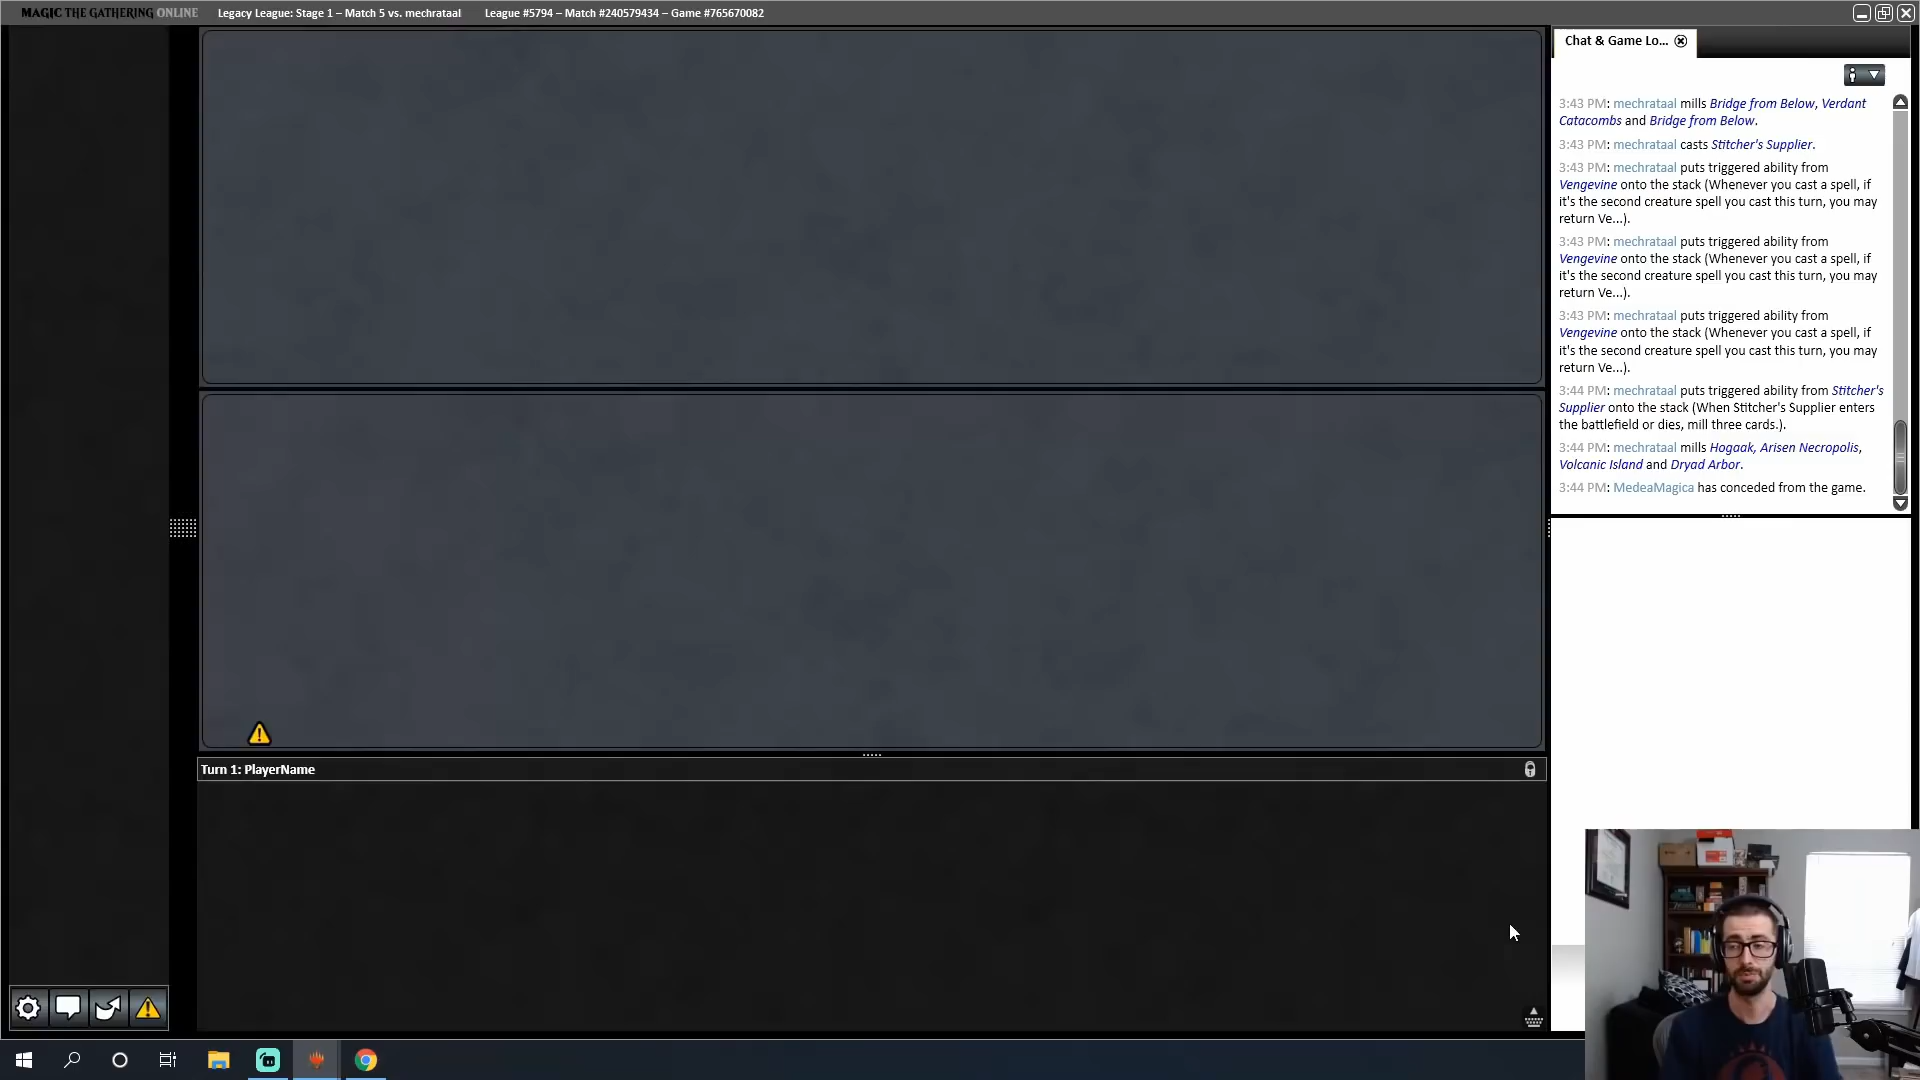 MAGIC THE GATHERING ONLINE Legacy League: Stage 1 – Match 5 vs. mechrataal League #5794 – Match #240579434 – Game #765670082
Chat & Game Lo...
3:43 PM: mechrataal mills Bridge from Below, Verdant
Catacombs and Bridge from Below.
3:43 PM: mechrataal casts Stitcher's Supplier.
3:43 PM: mechrataal puts triggered ability from
Vengevine onto the stack (Whenever you cast a spell, if
it's the second creature spell you cast this turn, you may
return Ve...).
3:43 PM: mechrataal puts triggered ability from
Vengevine onto the stack (Whenever you cast a spell, if
it's the second creature spell you cast this turn, you may
return Ve...).
3:43 PM: mechrataal puts triggered ability from
Vengevine onto the stack (Whenever you cast a spell, if
it's the second creature spell you cast this turn, you may
return Ve...).
3:44 PM: mechrataal puts triggered ability from Stitcher's
Supplier onto the stack (When Stitcher's Supplier enters
the battlefield or dies, mill three cards.).
3:44 PM: mechrataal mills Hogaak, Arisen Necropolis,
Volcanic Island and Dryad Arbor.
3:44 PM: MedeaMagica has conceded from the game.
Turn 1: PlayerName